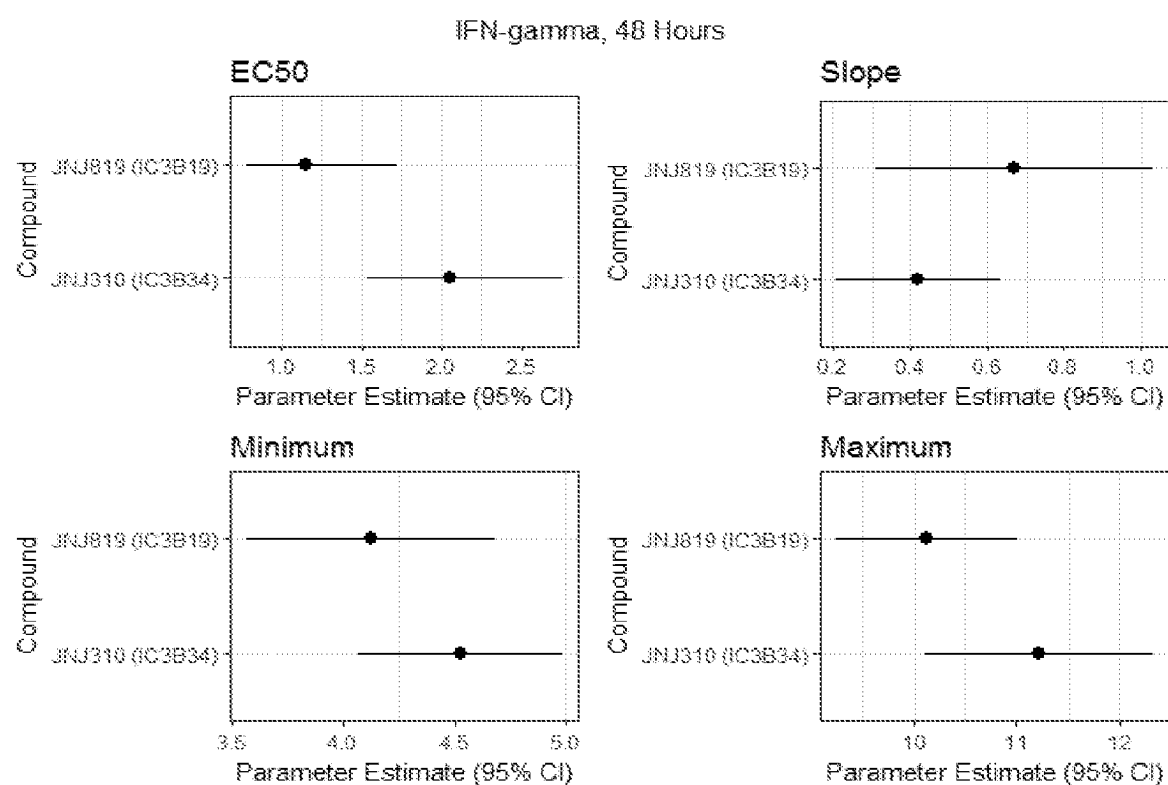 IFN-gamma, 48 Hours
EC50
Compound
JNJ819 (IC3B19)
JNJ310 (IC3B34)
1.0 1.5 2.0 2.5
Parameter Estimate (95% CI)
Slope
Compound
JNJ819 (IC3B19)
JNJ310 (IC3B34)
0.2 0.4 0.6 0.8 1.0
Parameter Estimate (95% CI)
Minimum
Compound
JNJ819 (IC3B19)
JNJ310 (IC3B34)
3.5 4.0 4.5 5.0
Parameter Estimate (95% CI)
Maximum
Compound
JNJ819 (IC3B19)
JNJ310 (IC3B34)
10 11 12
Parameter Estimate (95% CI)